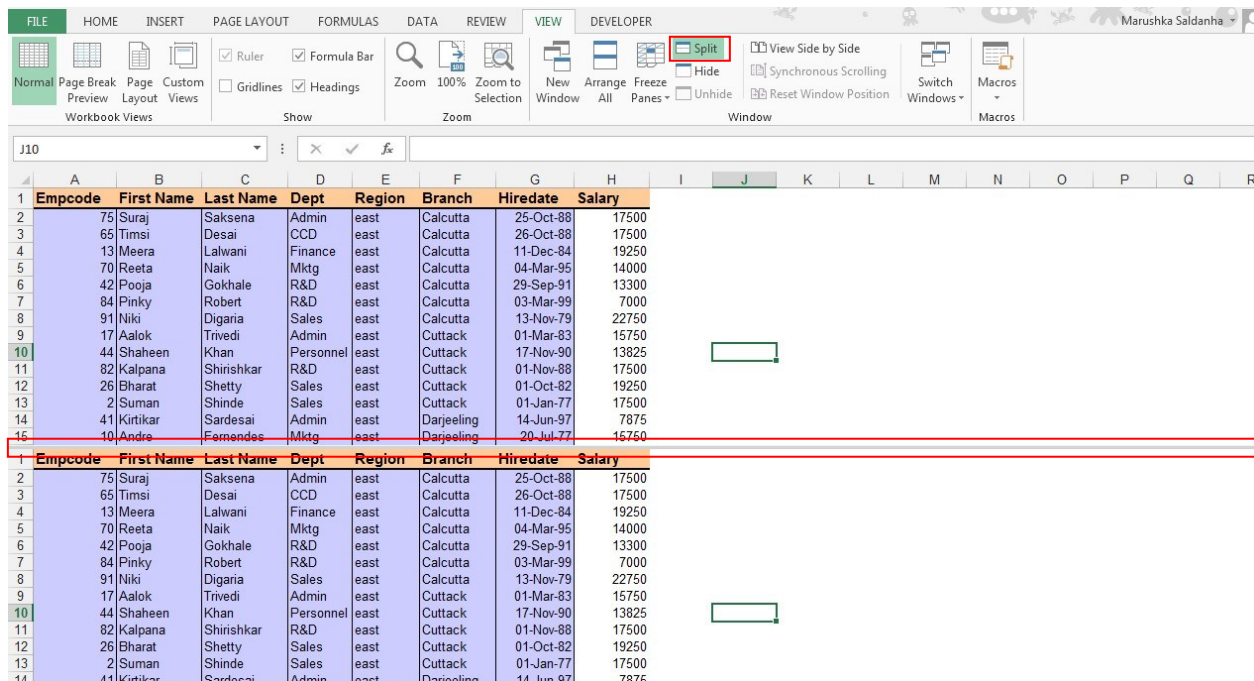 FILE HOME INSERT PAGE LAYOUT FORMULAS DATA REVIEW VIEW DEVELOPER Marushka Saldanha
Normal Page Break Preview Page Layout Custom Views
Workbook Views
Ruler Formula Bar
Gridlines Headings
Show
Zoom 100% Zoom to Selection
Zoom
New Window Arrange All Freeze Panes
Split
Hide
Unhide
View Side by Side
Synchronous Scrolling
Reset Window Position
Window
Switch Windows
Macros
Macros
J10 fx
A B C D E F G H I J K L M N O P Q R
1 Empcode First Name Last Name Dept Region Branch Hiredate Salary
2 75 Suraj Saksena Admin east Calcutta 25-Oct-88 17500
3 65 Timsi Desai CCD east Calcutta 26-Oct-88 17500
4 13 Meera Lalwani Finance east Calcutta 11-Dec-84 19250
5 70 Reeta Naik Mktg east Calcutta 04-Mar-95 14000
6 42 Pooja Gokhale R&D east Calcutta 29-Sep-91 13300
7 84 Pinky Robert R&D east Calcutta 03-Mar-99 7000
8 91 Niki Digaria Sales east Calcutta 13-Nov-79 22750
9 17 Aalok Trivedi Admin east Cuttack 01-Mar-83 15750
10 44 Shaheen Khan Personnel east Cuttack 17-Nov-90 13825
11 82 Kalpana Shirishkar R&D east Cuttack 01-Nov-88 17500
12 26 Bharat Shetty Sales east Cuttack 01-Oct-82 19250
13 2 Suman Shinde Sales east Cuttack 01-Jan-77 17500
14 41 Kirtikar Sardesai Admin east Darjeeling 14-Jun-97 7875
15 10 Andre Fernendes Mktg east Darjeeling 20-Jul-77 15750
1 Empcode First Name Last Name Dept Region Branch Hiredate Salary
2 75 Suraj Saksena Admin east Calcutta 25-Oct-88 17500
3 65 Timsi Desai CCD east Calcutta 26-Oct-88 17500
4 13 Meera Lalwani Finance east Calcutta 11-Dec-84 19250
5 70 Reeta Naik Mktg east Calcutta 04-Mar-95 14000
6 42 Pooja Gokhale R&D east Calcutta 29-Sep-91 13300
7 84 Pinky Robert R&D east Calcutta 03-Mar-99 7000
8 91 Niki Digaria Sales east Calcutta 13-Nov-79 22750
9 17 Aalok Trivedi Admin east Cuttack 01-Mar-83 15750
10 44 Shaheen Khan Personnel east Cuttack 17-Nov-90 13825
11 82 Kalpana Shirishkar R&D east Cuttack 01-Nov-88 17500
12 26 Bharat Shetty Sales east Cuttack 01-Oct-82 19250
13 2 Suman Shinde Sales east Cuttack 01-Jan-77 17500
14 41 Kirtikar Sardesai Admin east Darjeeling 14-Jun-97 7875